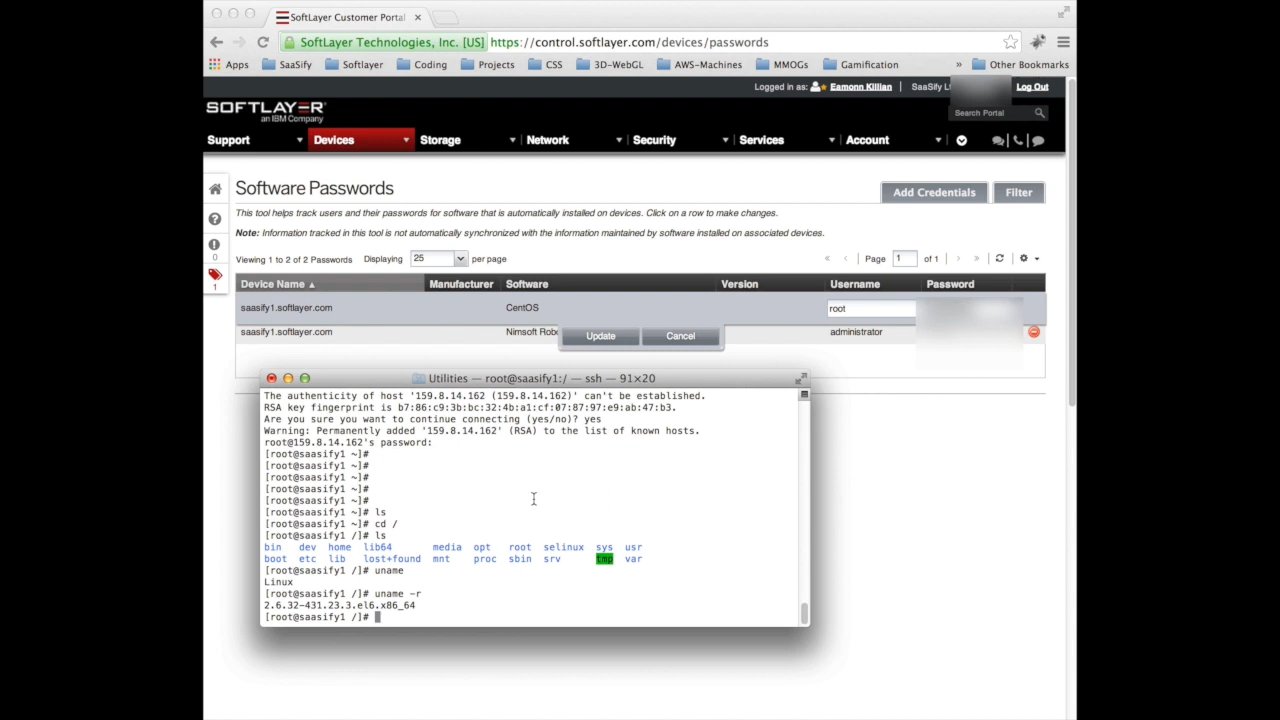 SoftLayer Customer Portal
SoftLayer Technologies, Inc. [US] https://control.softlayer.com/devices/passwords
Apps SaaSify Softlayer Coding Projects CSS 3D-WebGL AWS-Machines MMOGs Gamification » Other Bookmarks
Logged in as: Eamonn Killian SaaSify Log Out
SOFTLAYER
an IBM Company
Search Portal
Support Devices Storage Network Security Services Account
Software Passwords
Add Credentials Filter
This tool helps track users and their passwords for software that is automatically installed on devices. Click on a row to make changes.
Note: Information tracked in this tool is not automatically synchronized with the information maintained by software installed on associated devices.
0
Viewing 1 to 2 of 2 Passwords Displaying 25 per page Page 1 of 1
1
Device Name Manufacturer Software Version Username Password
saasify1.softlayer.com CentOS root
saasify1.softlayer.com Nimsoft Robo administrator
Update Cancel
Utilities — root@saasify1:/ — ssh — 91×20
The authenticity of host '159.8.14.162 (159.8.14.162)' can't be established.
RSA key fingerprint is b7:86:c9:3b:bc:32:4b:a1:cf:07:87:97:e9:ab:47:b3.
Are you sure you want to continue connecting (yes/no)? yes
Warning: Permanently added '159.8.14.162' (RSA) to the list of known hosts.
root@159.8.14.162's password:
[root@saasify1 ~]#
[root@saasify1 ~]#
[root@saasify1 ~]#
[root@saasify1 ~]#
[root@saasify1 ~]#
[root@saasify1 ~]# ls
[root@saasify1 ~]# cd /
[root@saasify1 /]# ls
bin dev home lib64 media opt root selinux sys usr
boot etc lib lost+found mnt proc sbin srv tmp var
[root@saasify1 /]# uname
Linux
[root@saasify1 /]# uname -r
2.6.32-431.23.3.el6.x86_64
[root@saasify1 /]#